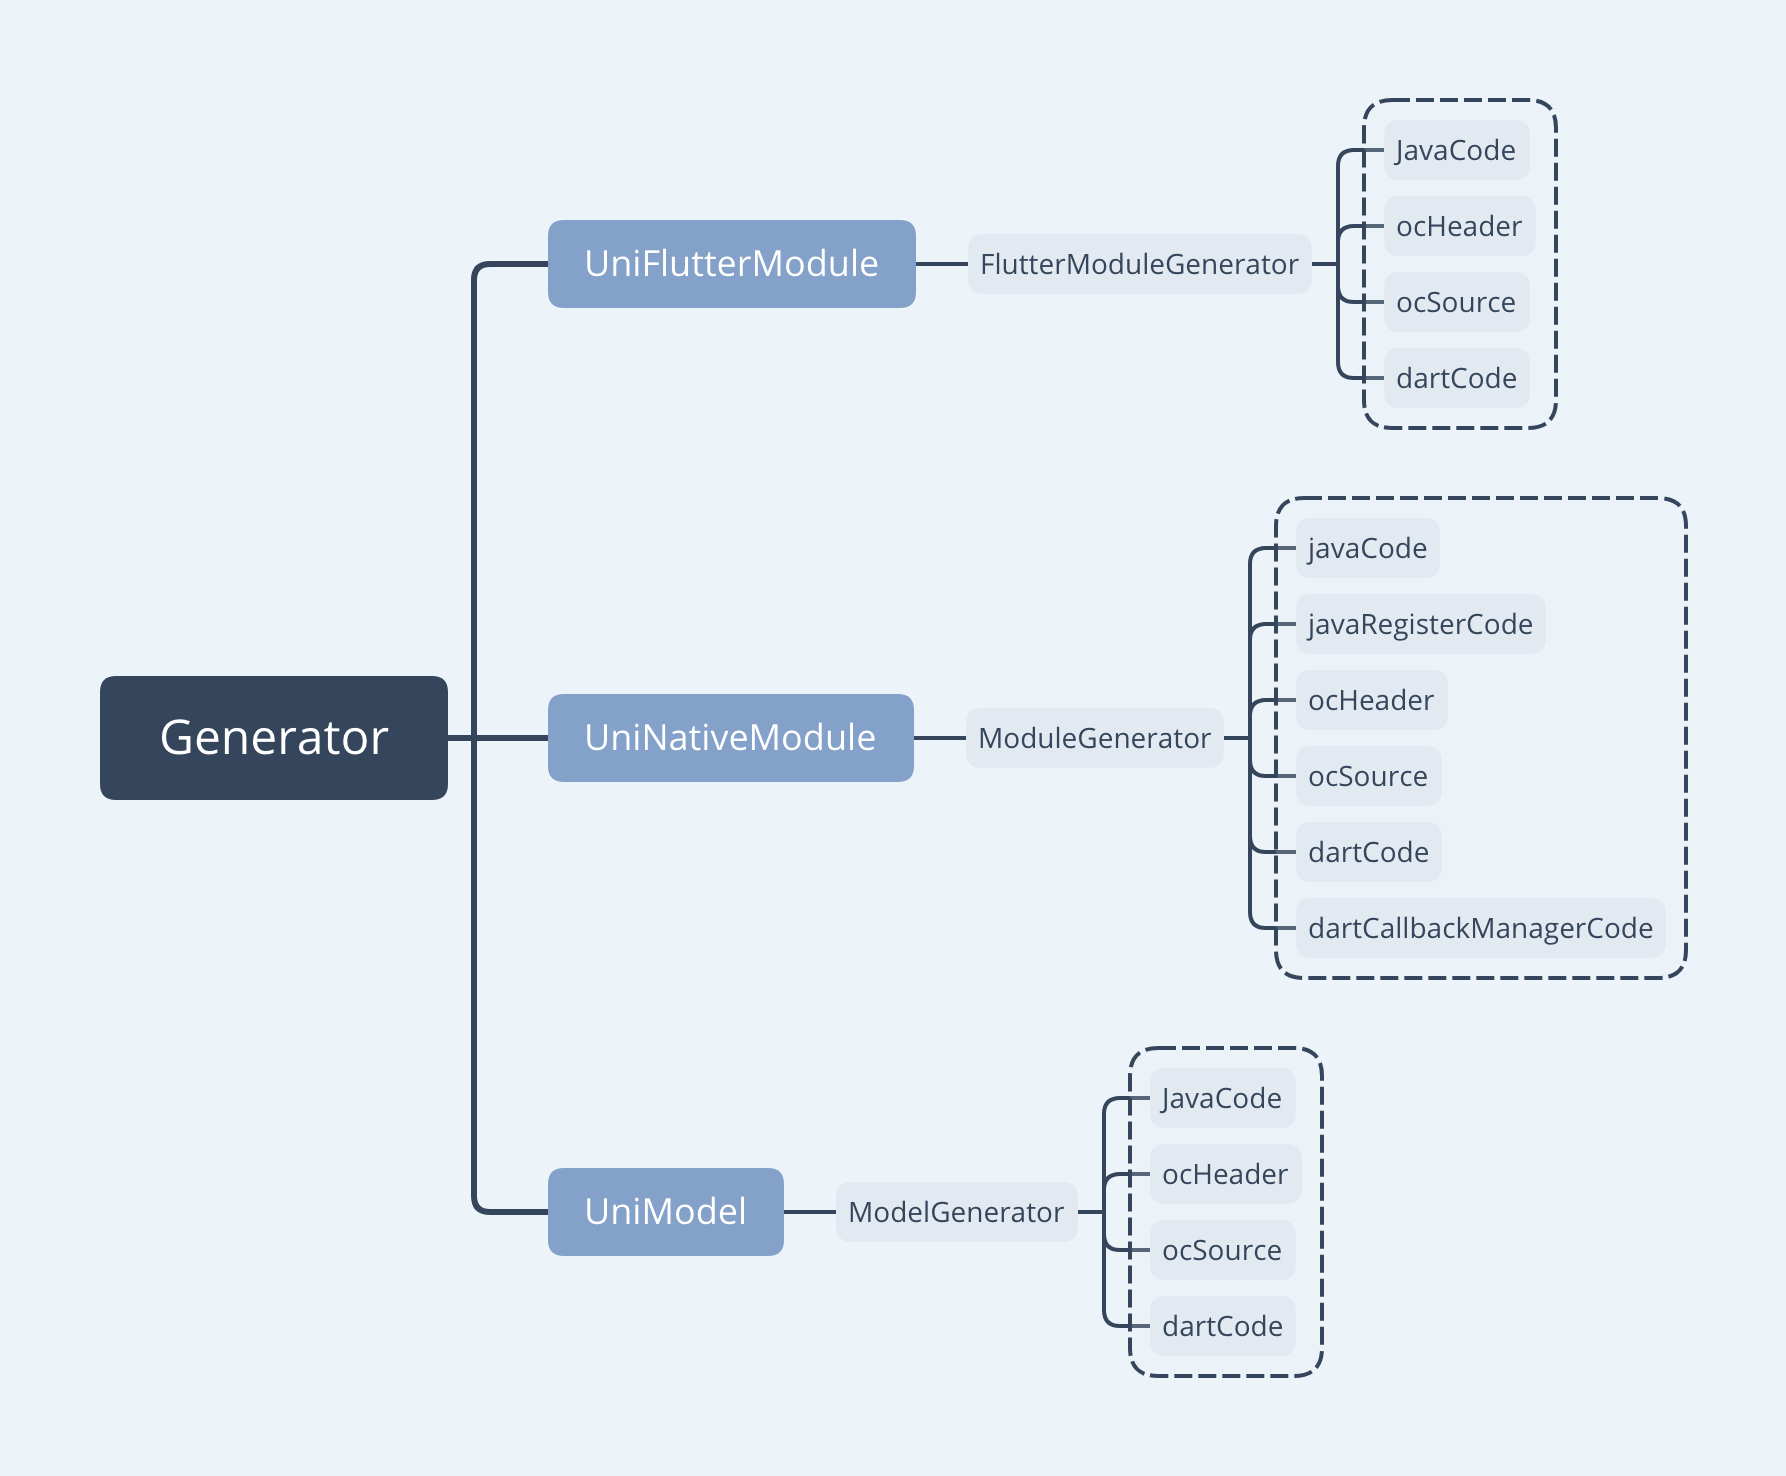 Generator
UniFlutterModule
FlutterModuleGenerator
JavaCode
ocHeader
ocSource
dartCode
UniNativeModule
ModuleGenerator
javaCode
javaRegisterCode
ocHeader
ocSource
dartCode
dartCallbackManagerCode
UniModel
ModelGenerator
JavaCode
ocHeader
ocSource
dartCode